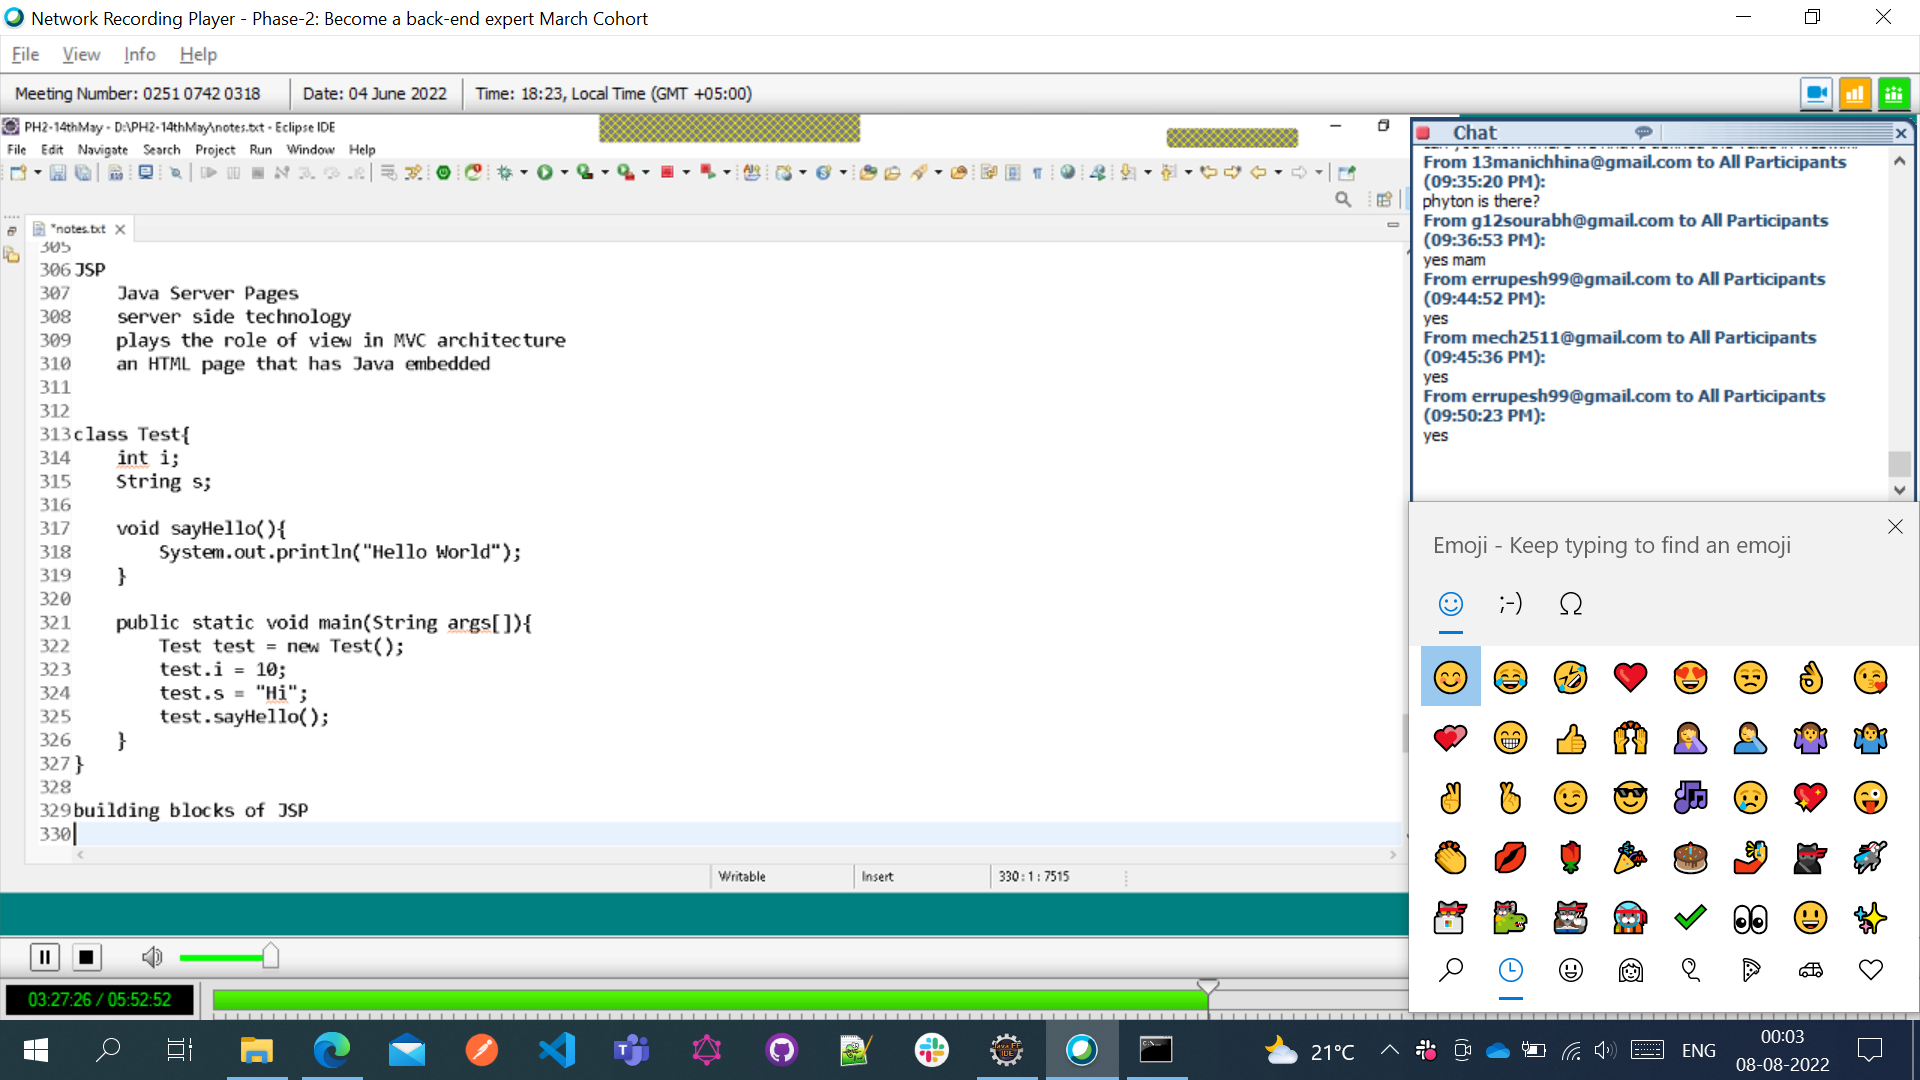 Network Recording Player - Phase-2: Become a back-end expert March Cohort
File View Info Help
Meeting Number: 0251 0742 0318 Date: 04 June 2022 Time: 18:23, Local Time (GMT +05:00)
PH2-14thMay - D:\PH2-14thMay\notes.txt - Eclipse IDE
File Edit Navigate Search Project Run Window Help
*notes.txt
305
306 JSP
307 Java Server Pages
308 server side technology
309 plays the role of view in MVC architecture
310 an HTML page that has Java embedded
311
312
313 class Test{
314 int i;
315 String s;
316
317 void sayHello(){
318 System.out.println("Hello World");
319 }
320
321 public static void main(String args[]){
322 Test test = new Test();
323 test.i = 10;
324 test.s = "Hi";
325 test.sayHello();
326 }
327 }
328
329 building blocks of JSP
330
Writable Insert 330 : 1 : 7515
03:27:26 / 05:52:52
Chat
From 13manichhina@gmail.com to All Participants
(09:35:20 PM):
phyton is there?
From g12sourabh@gmail.com to All Participants
(09:36:53 PM):
yes mam
From errupesh99@gmail.com to All Participants
(09:44:52 PM):
yes
From mech2511@gmail.com to All Participants
(09:45:36 PM):
yes
From errupesh99@gmail.com to All Participants
(09:50:23 PM):
yes
Emoji - Keep typing to find an emoji
;-) Ω
21°C ENG 00:03
08-08-2022